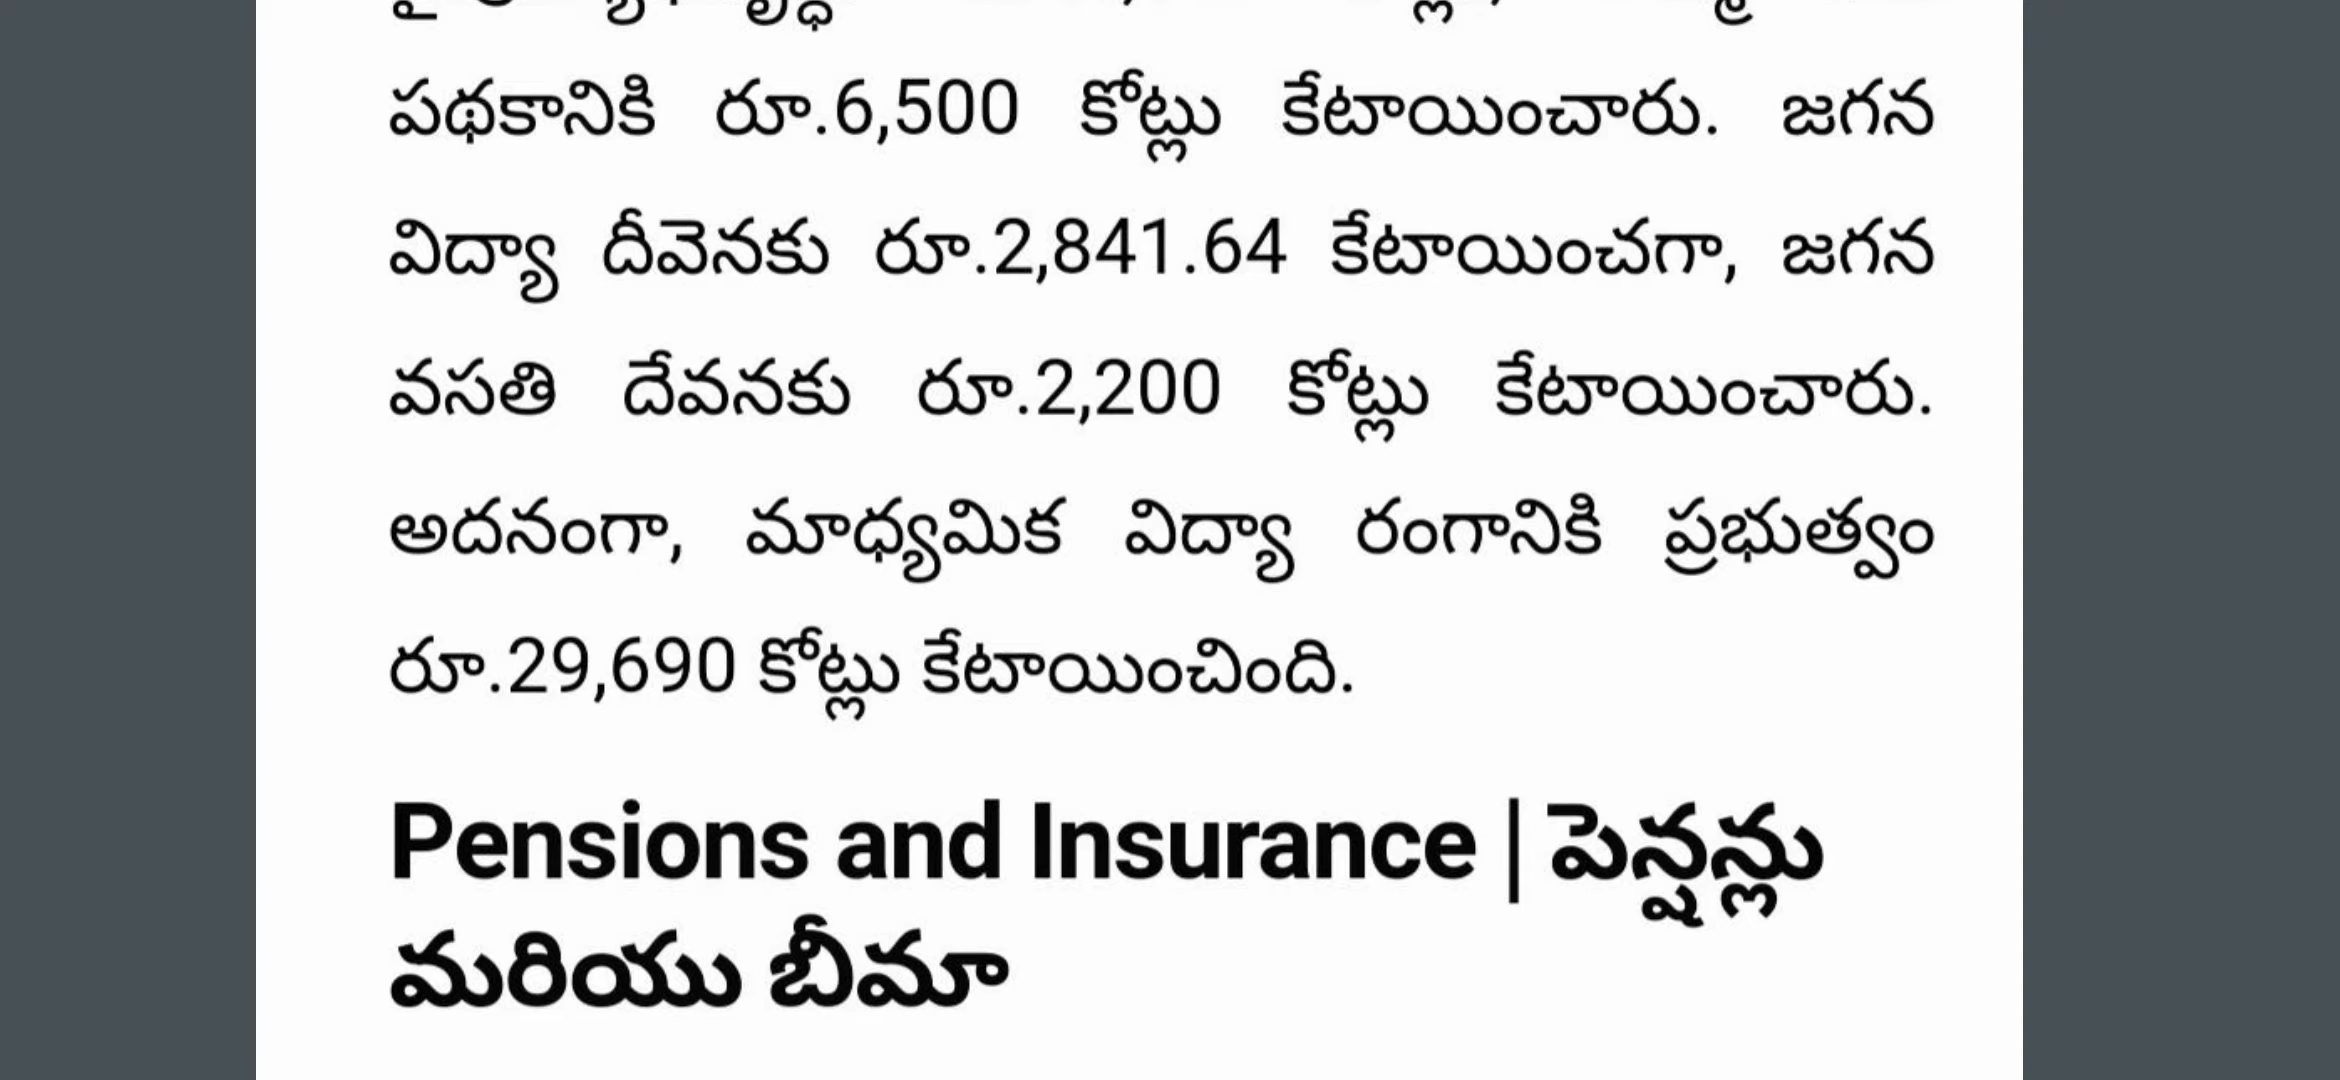 పథకానికి రూ.6,500 కోట్లు కేటాయించారు. జగన
విద్యా దీవెనకు రూ.2,841.64 కేటాయించగా, జగన
వసతి దేవనకు రూ.2,200 కోట్లు కేటాయించారు.
అదనంగా, మాధ్యమిక విద్యా రంగానికి ప్రభుత్వం
రూ.29,690 కోట్లు కేటాయించింది.
Pensions and Insurance | పెన్షన్లు
మరియు బీమా